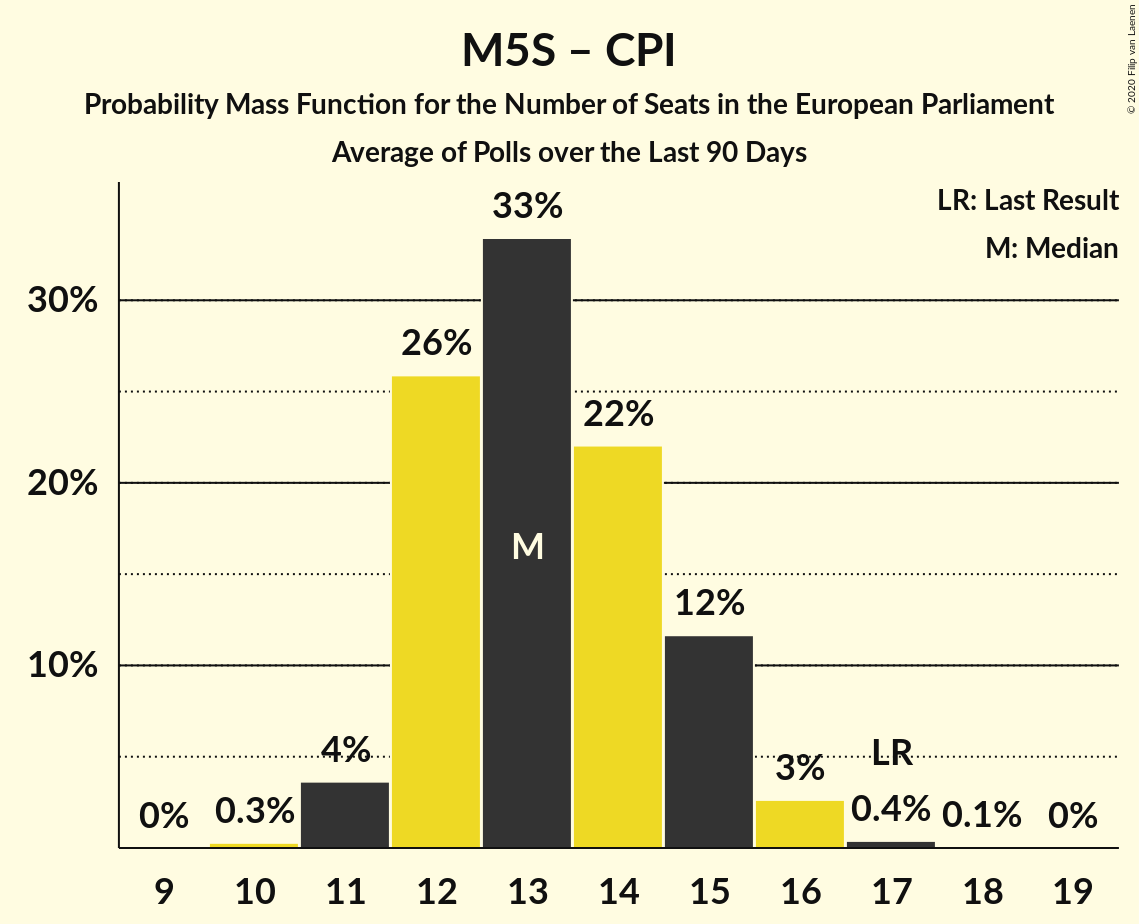 M5S – CPI
Probability Mass Function for the Number of Seats in the European Parliament
Average of Polls over the Last 90 Days
© 2020 Filip van Laenen
LR: Last Result
M: Median
30%
20%
10%
0%
0.3%
4%
26%
33%
M
22%
12%
3%
LR
0.4%
0.1%
0%
9 10 11 12 13 14 15 16 17 18 19